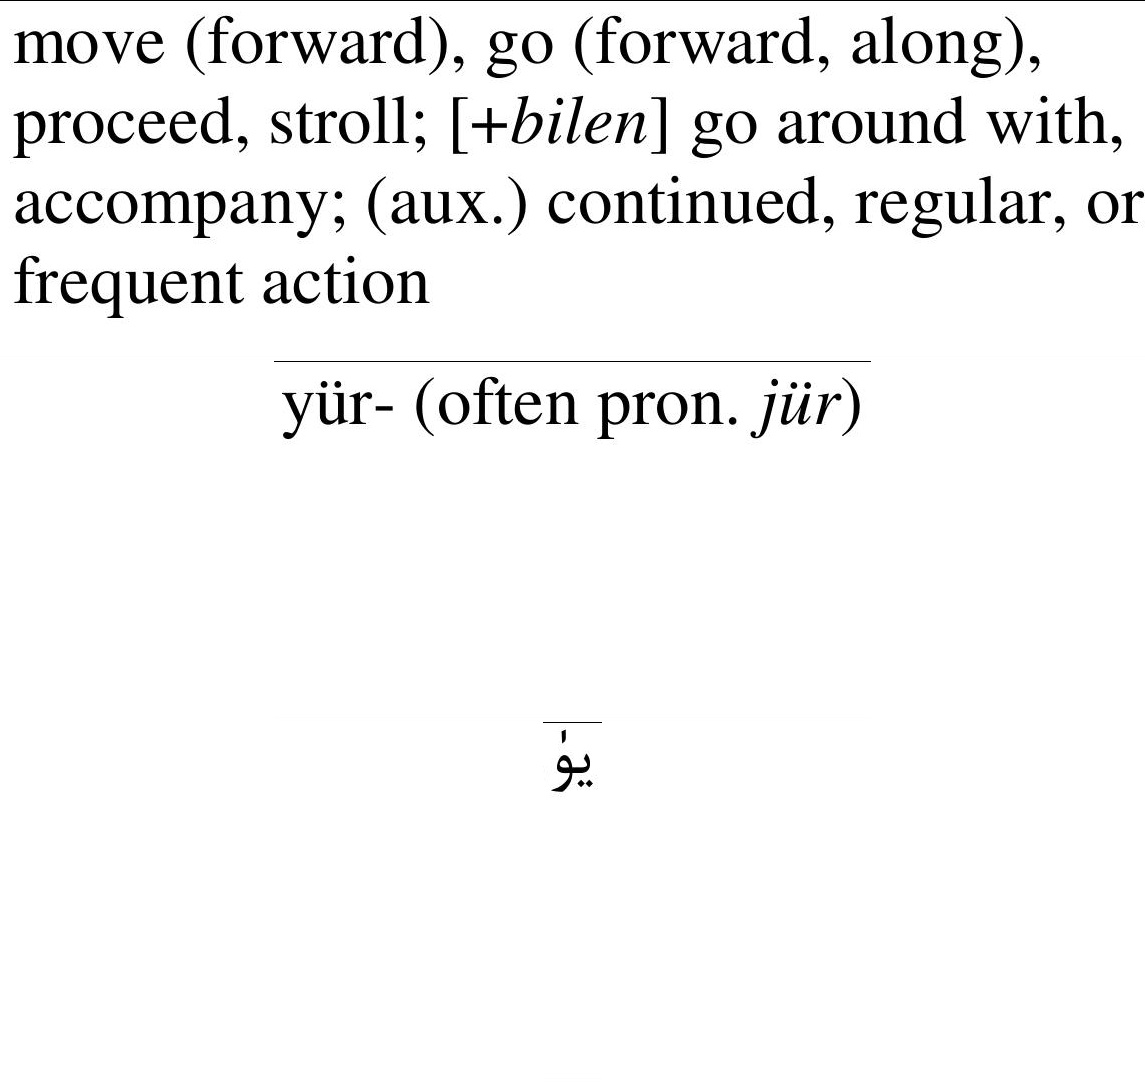 move (forward), go (forward, along),
proceed, stroll; [+bilen] go around with,
accompany; (aux.) continued, regular, or
frequent action
yür- (often pron. jür)
يۈ